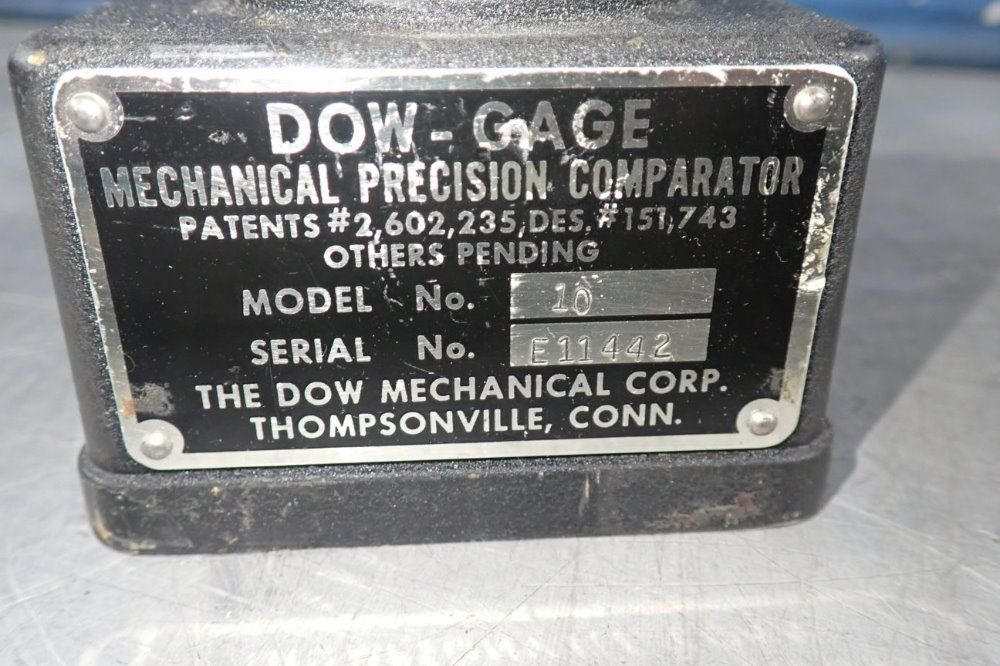 DOW-GAGE
MECHANICAL PRECISION COMPARATOR
PATENTS #2,602,235, DES. #151,743
OTHERS PENDING
MODEL No. 10
SERIAL No. E11442
THE DOW MECHANICAL CORP.
THOMPSONVILLE, CONN.